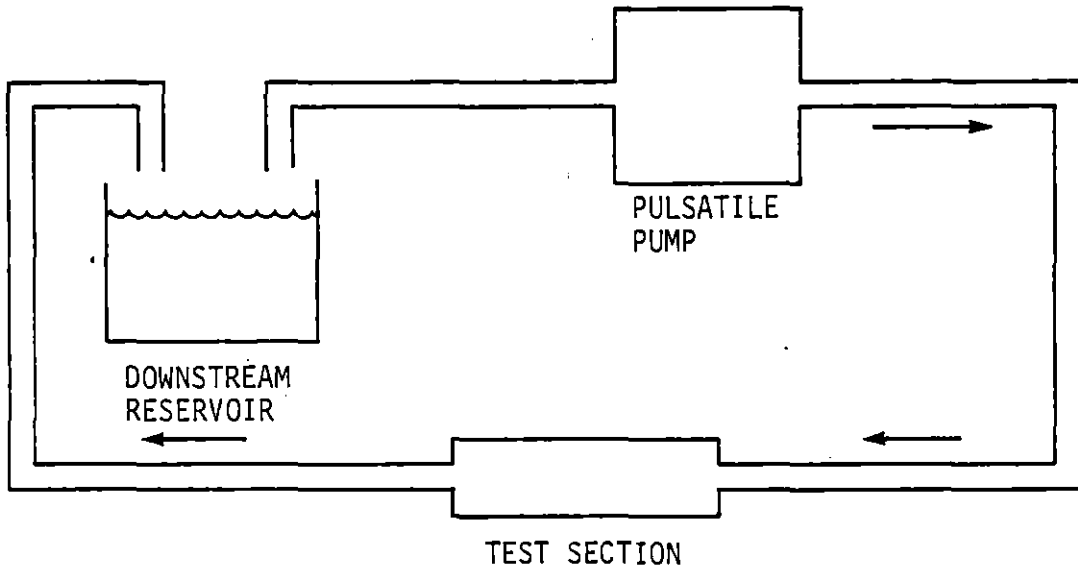 PULSATILE
PUMP
DOWNSTREAM
RESERVOIR
TEST SECTION